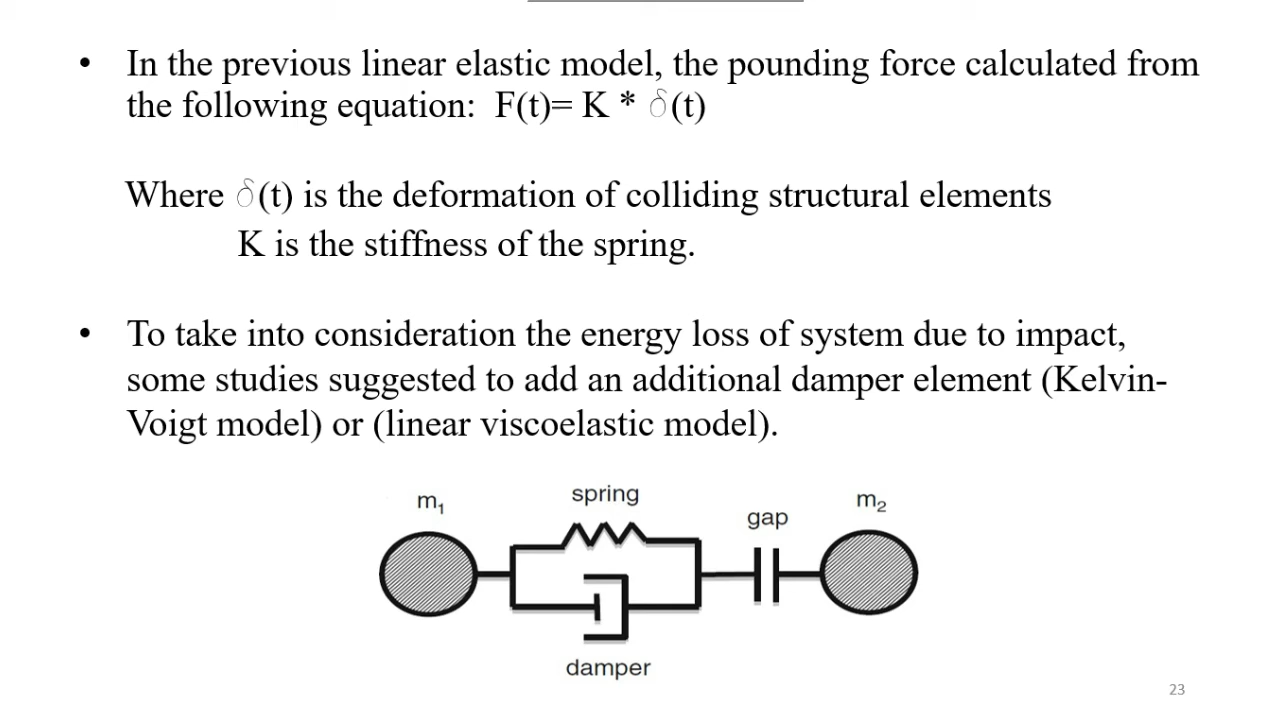 • In the previous linear elastic model, the pounding force calculated from
the following equation: F(t)= K * δ(t)
Where δ(t) is the deformation of colliding structural elements
K is the stiffness of the spring.
• To take into consideration the energy loss of system due to impact,
some studies suggested to add an additional damper element (Kelvin-
Voigt model) or (linear viscoelastic model).
m₁
spring
gap
m₂
damper
23